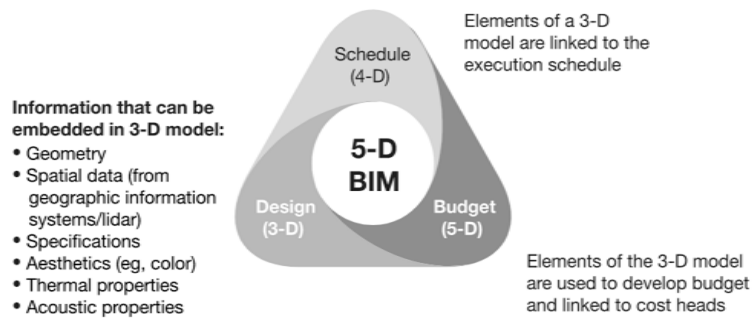 Elements of a 3-D
model are linked to the
execution schedule
Schedule
(4-D)
Information that can be
embedded in 3-D model:
• Geometry
• Spatial data (from
geographic information
systems/lidar)
• Specifications
• Aesthetics (eg, color)
• Thermal properties
• Acoustic properties
5-D
BIM
Design
(3-D)
Budget
(5-D)
Elements of the 3-D model
are used to develop budget
and linked to cost heads